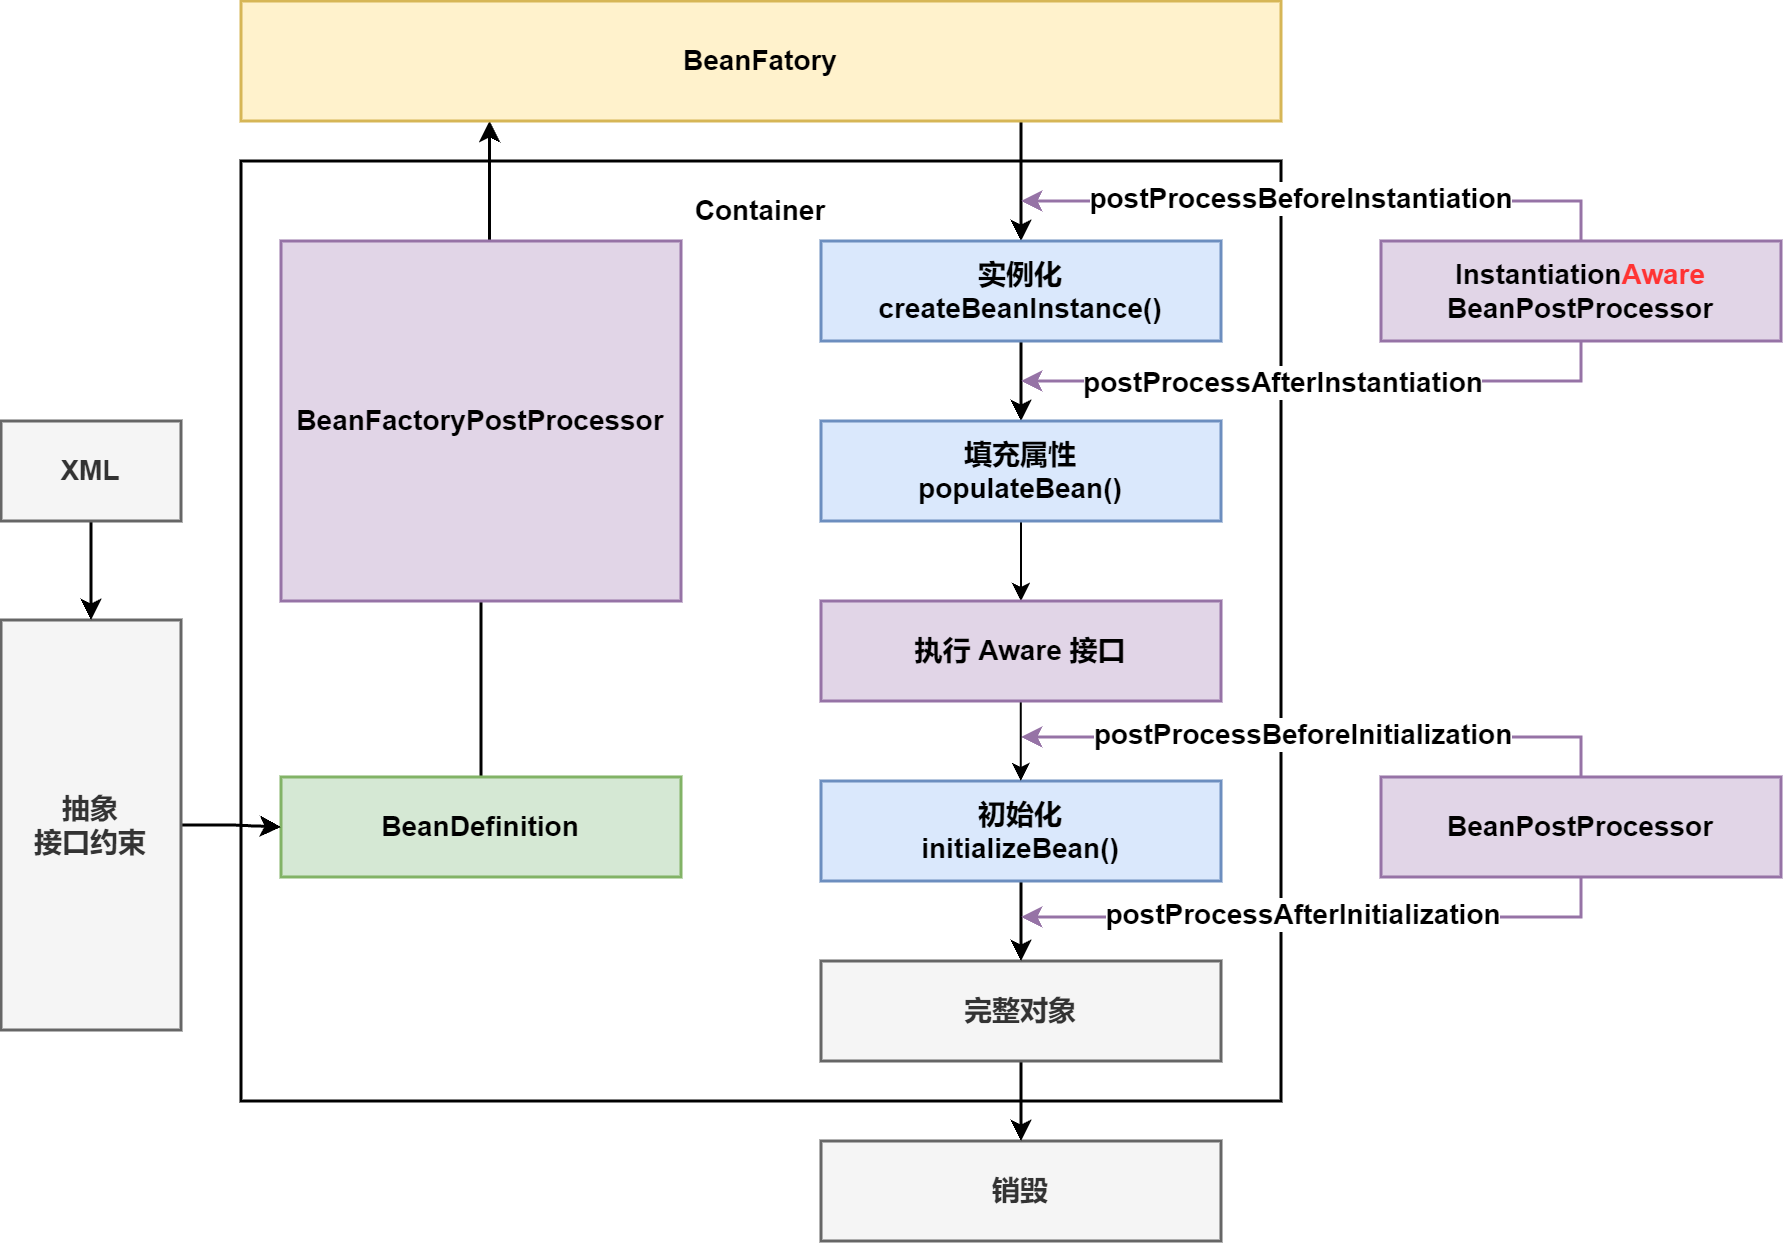 BeanFatory
Container
postProcessBeforeInstantiation
实例化
createBeanInstance()
InstantiationAware
BeanPostProcessor
postProcessAfterInstantiation
BeanFactoryPostProcessor
填充属性
populateBean()
XML
执行 Aware 接口
postProcessBeforeInitialization
抽象
接口约束
BeanDefinition
初始化
initializeBean()
BeanPostProcessor
postProcessAfterInitialization
完整对象
销毁